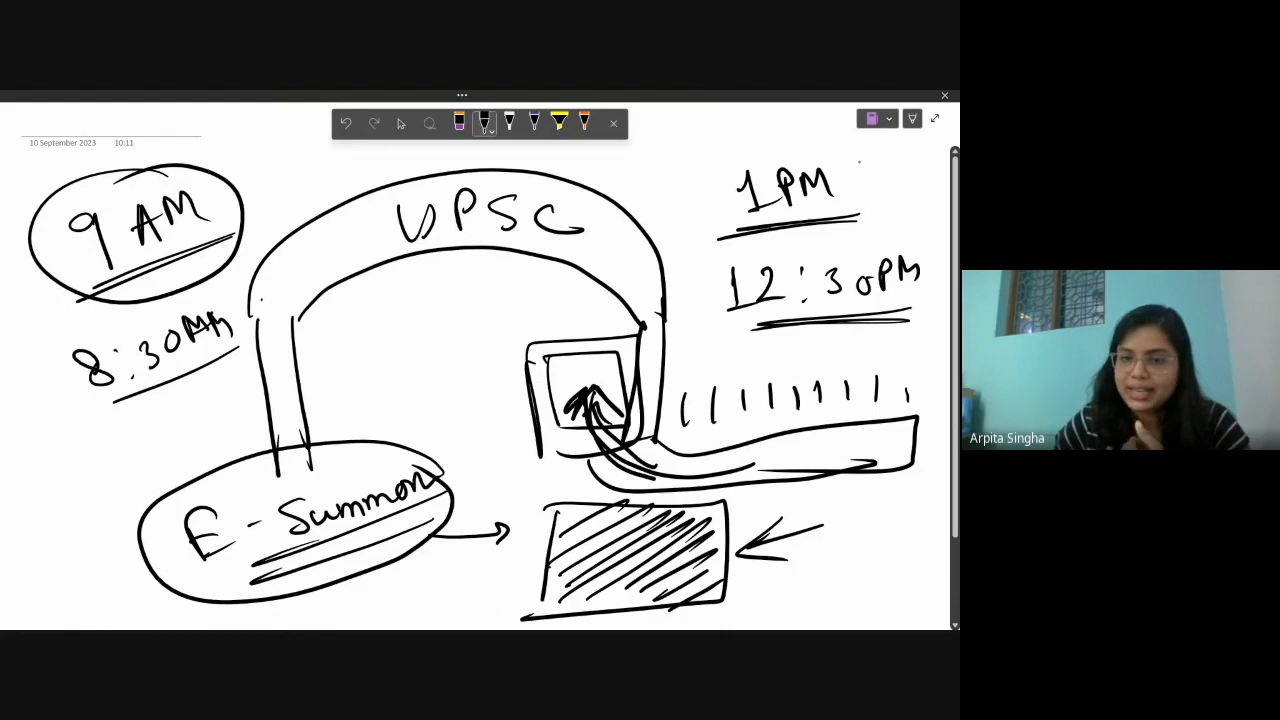 10 September 2023 10:11
9 AM
8:30AM
UPSC
1 PM
12:30PM
E-Summon
Arpita Singha